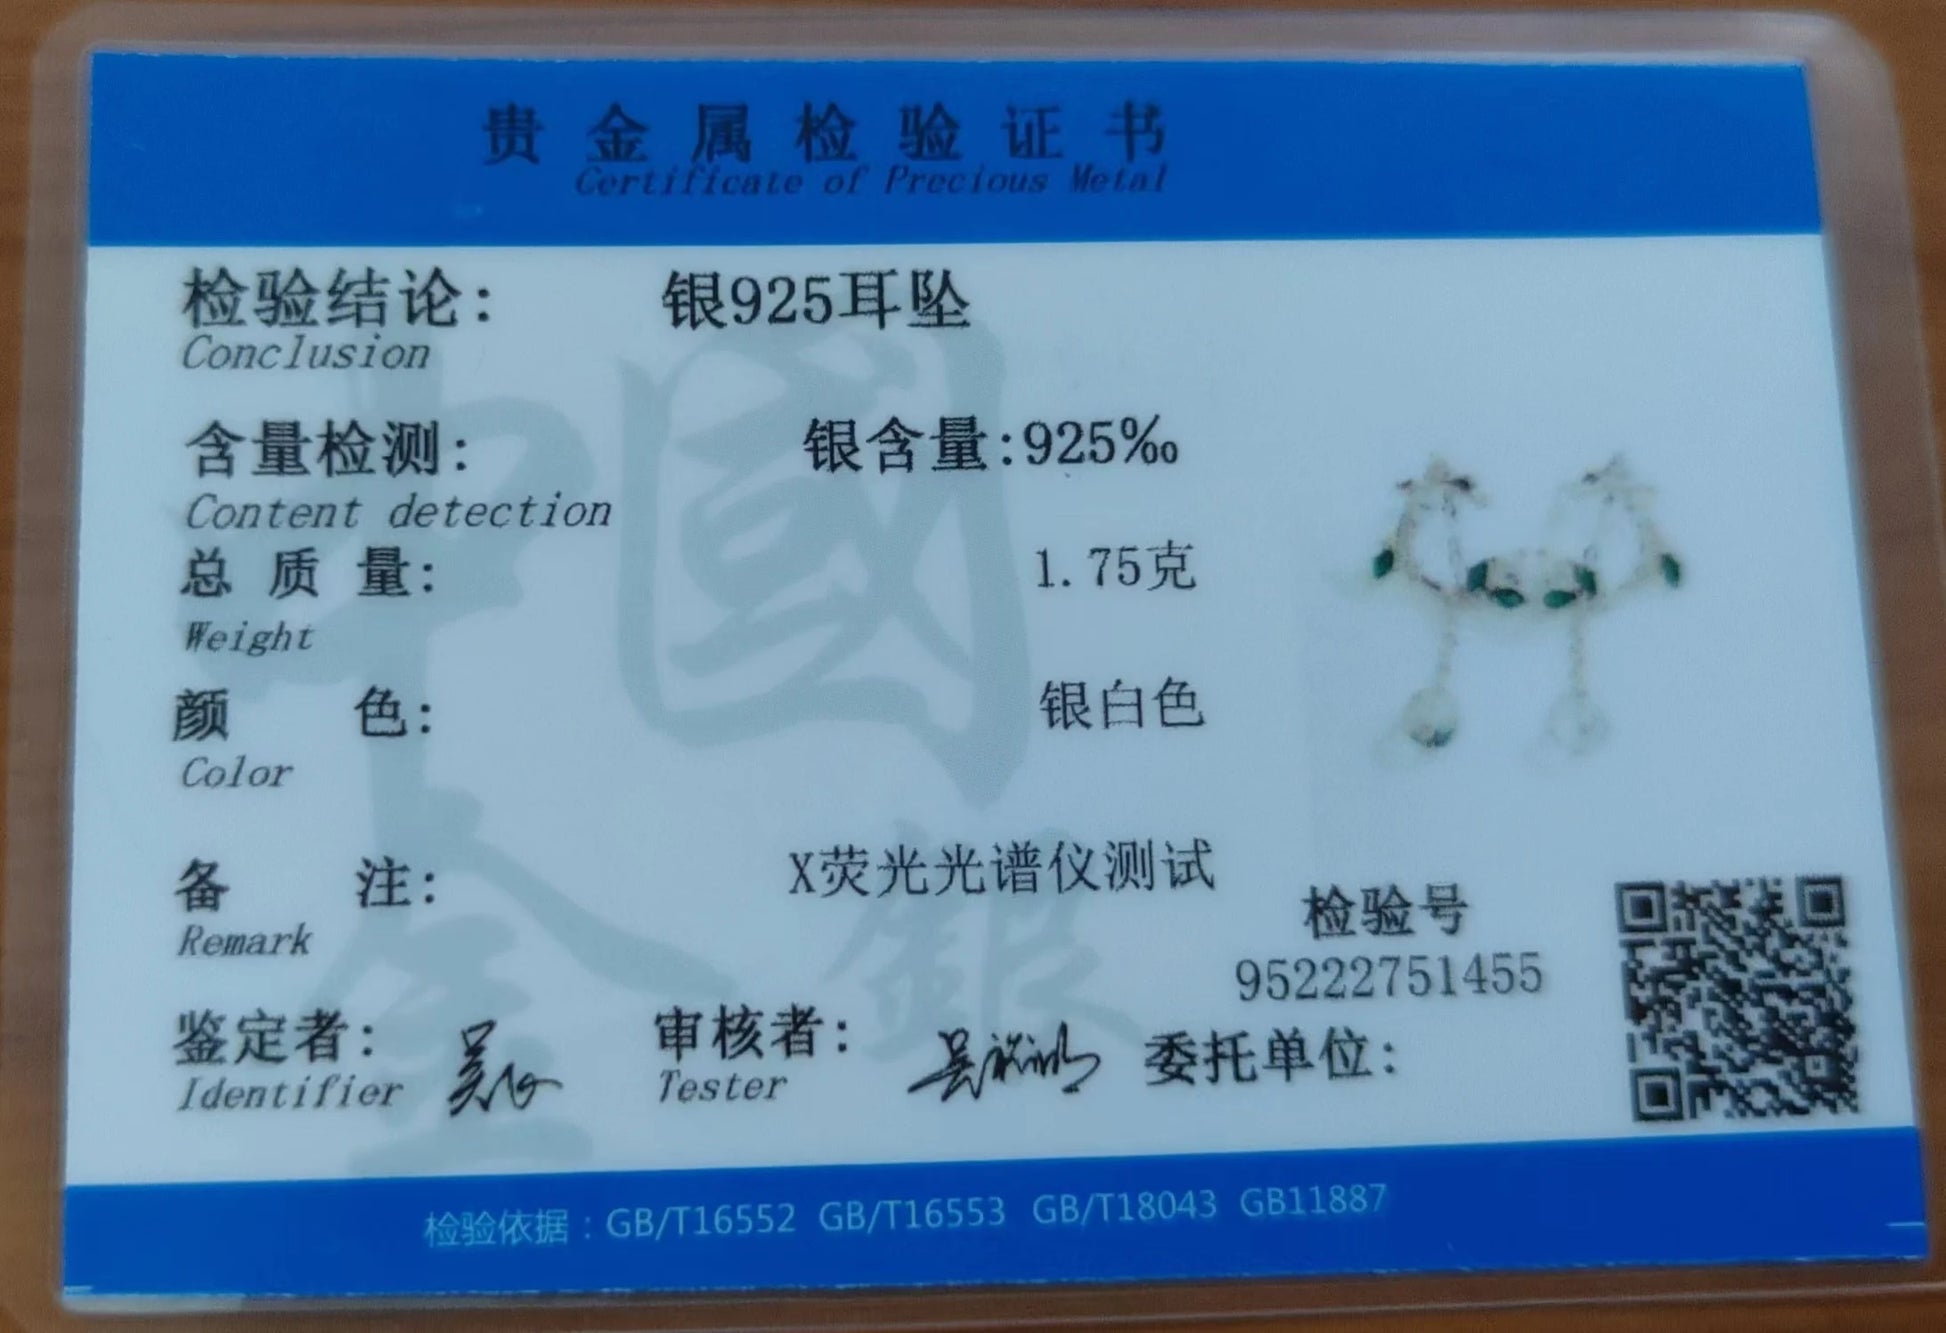 贵金属检验证书
Certificate of Precious Metal
检验结论: 银925耳坠
Conclusion
含量检测: 银含量:925‰
Content detection
总质量: 1.75克
Weight
颜色: 银白色
Color
备注: X荧光光谱仪测试
Remark
检验号
95222751455
鉴定者: 审核者: 委托单位:
Identifier Tester
检验依据：GB/T16552 GB/T16553 GB/T18043 GB11887
中國
金銀